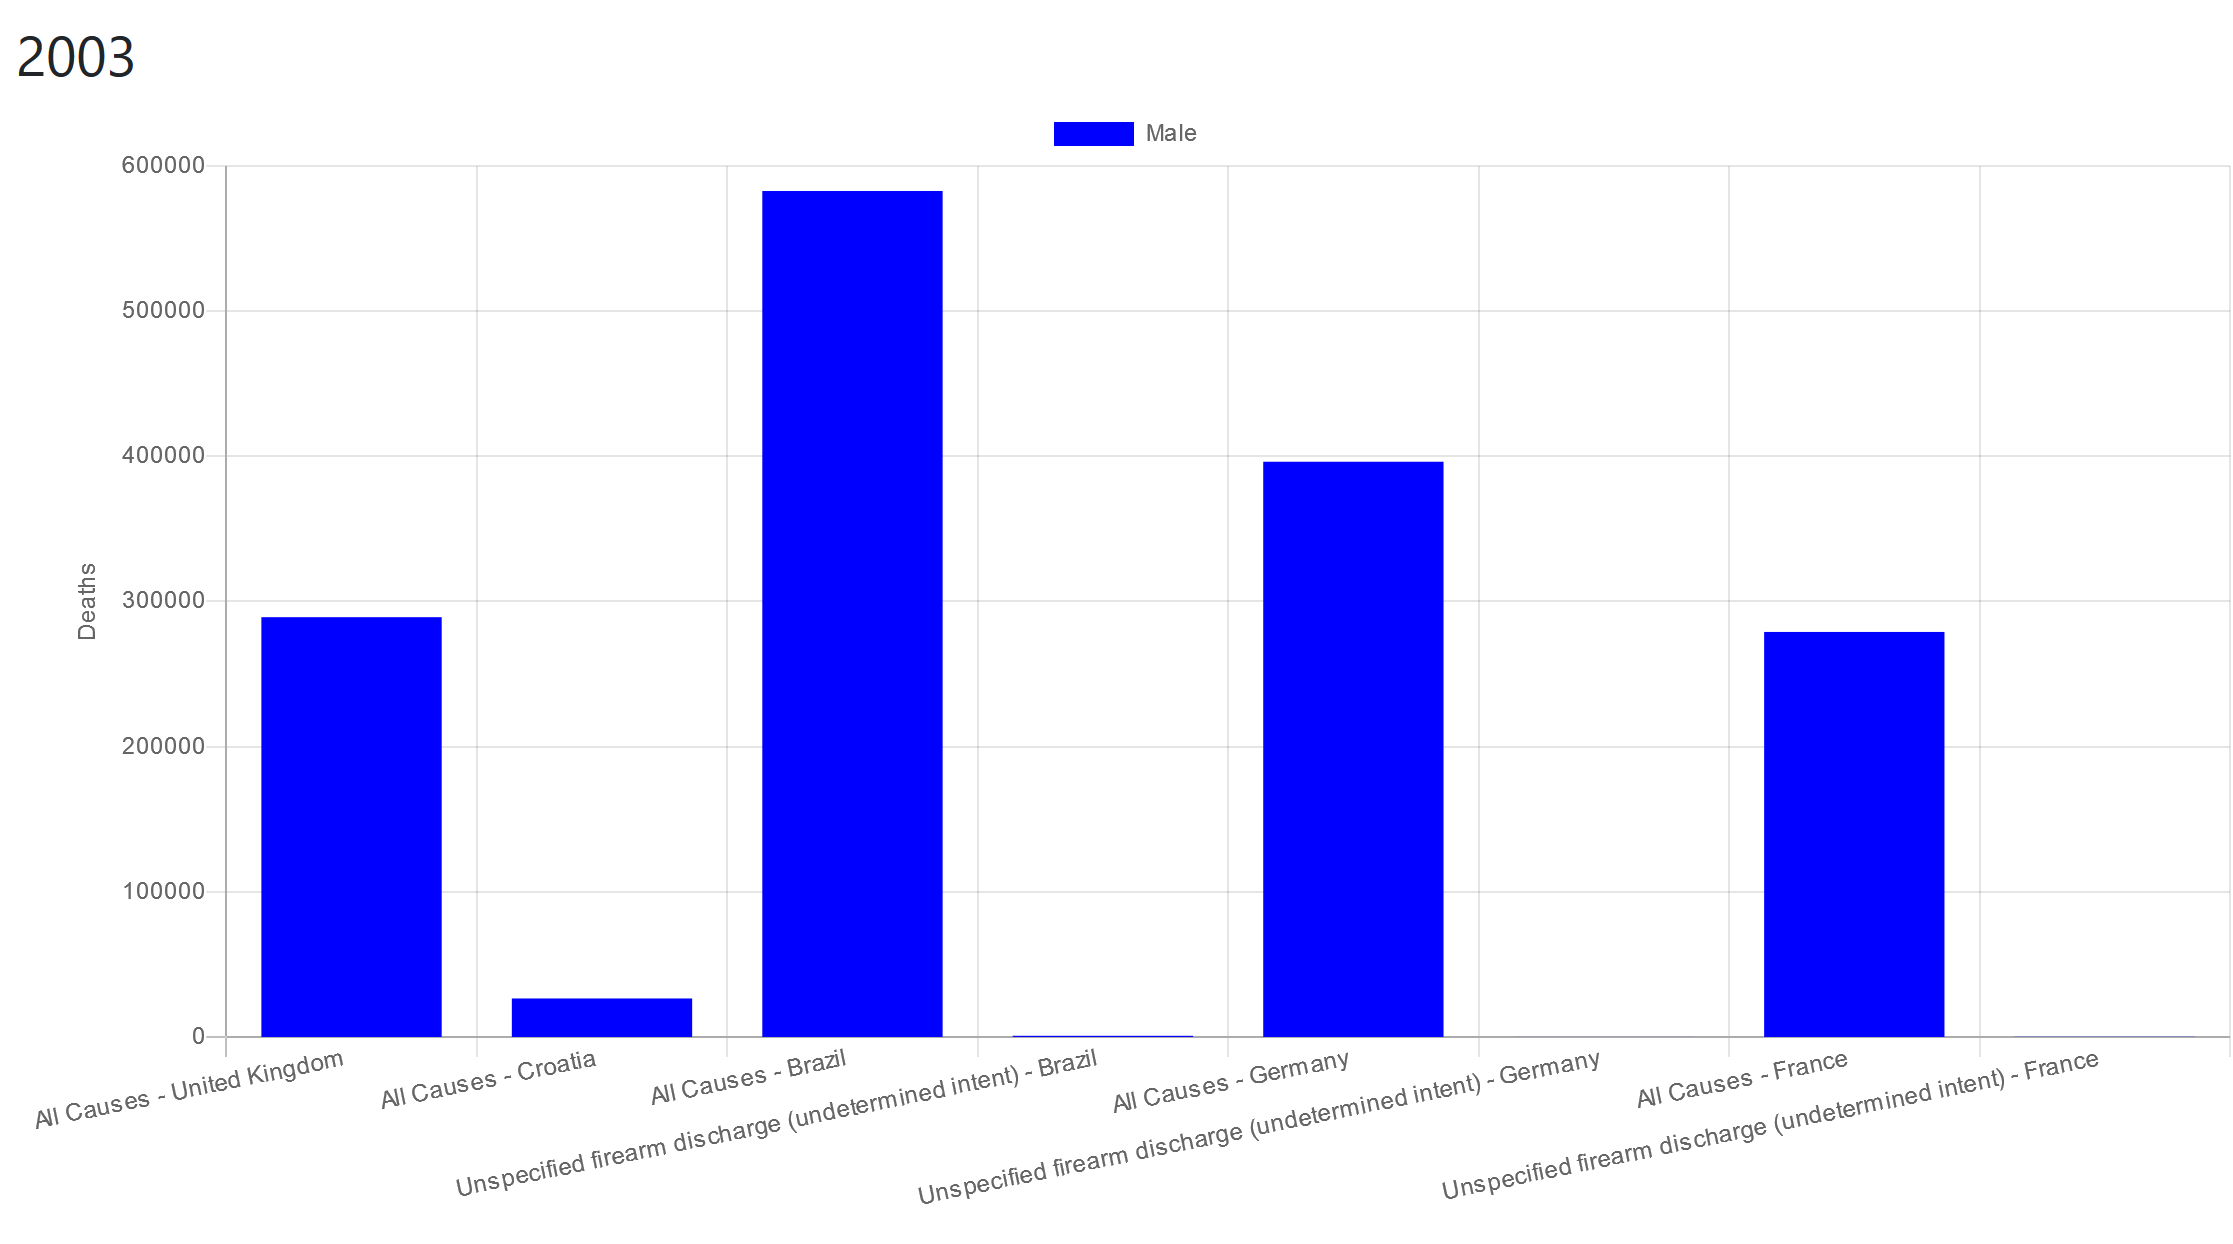 2003
Male
600000
500000
400000
300000
200000
100000
0
Deaths
All Causes - United Kingdom
All Causes - Croatia
All Causes - Brazil
Unspecified firearm discharge (undetermined intent) - Brazil
All Causes - Germany
Unspecified firearm discharge (undetermined intent) - Germany
All Causes - France
Unspecified firearm discharge (undetermined intent) - France